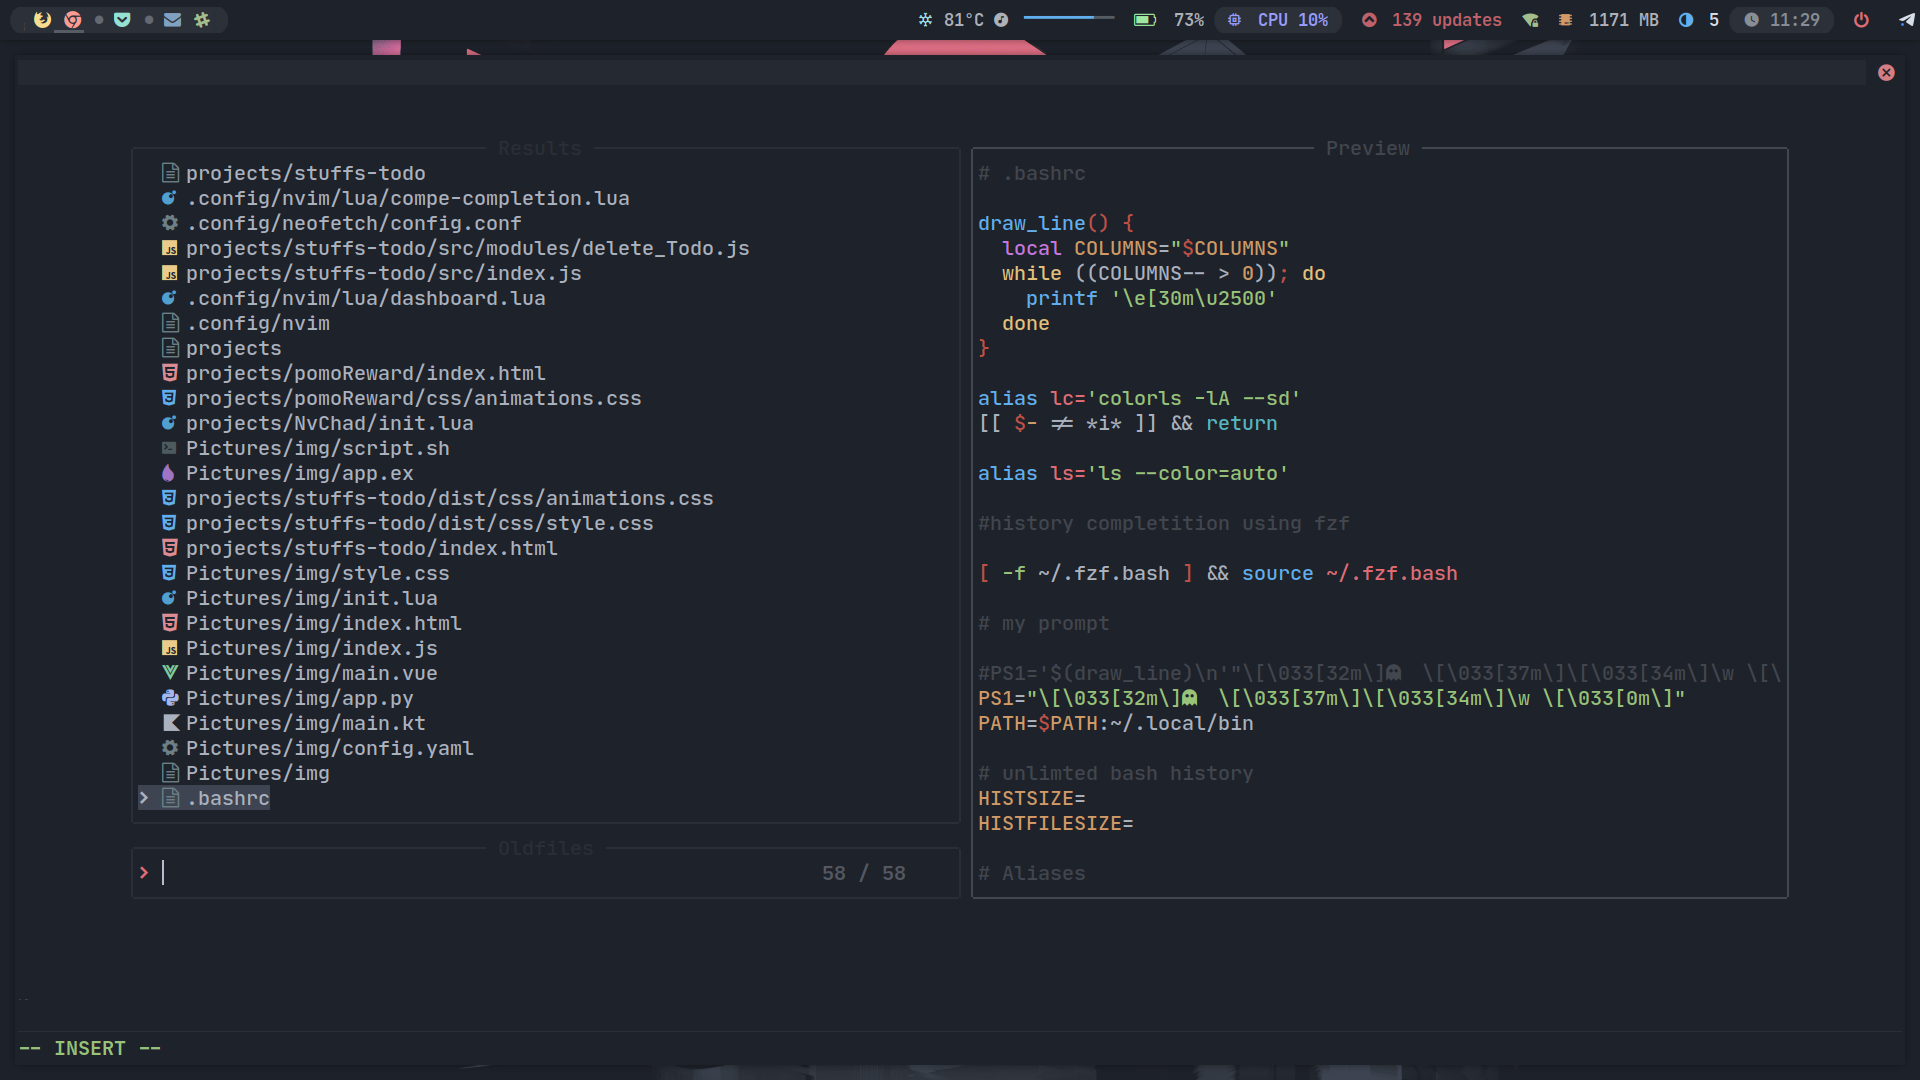 81°C 73% CPU 10% 139 updates 1171 MB 5 11:29
Results
projects/stuffs-todo
.config/nvim/lua/compe-completion.lua
.config/neofetch/config.conf
projects/stuffs-todo/src/modules/delete_Todo.js
projects/stuffs-todo/src/index.js
.config/nvim/lua/dashboard.lua
.config/nvim
projects
projects/pomoReward/index.html
projects/pomoReward/css/animations.css
projects/NvChad/init.lua
Pictures/img/script.sh
Pictures/img/app.ex
projects/stuffs-todo/dist/css/animations.css
projects/stuffs-todo/dist/css/style.css
projects/stuffs-todo/index.html
Pictures/img/style.css
Pictures/img/init.lua
Pictures/img/index.html
Pictures/img/index.js
Pictures/img/main.vue
Pictures/img/app.py
Pictures/img/main.kt
Pictures/img/config.yaml
Pictures/img
> .bashrc
Oldfiles
> 58 / 58
Preview
# .bashrc
draw_line() {
local COLUMNS="$COLUMNS"
while ((COLUMNS-- > 0)); do
printf '\e[30m\u2500'
done
}
alias lc='colorls -lA --sd'
[[ $- != *i* ]] && return
alias ls='ls --color=auto'
#history completition using fzf
[ -f ~/.fzf.bash ] && source ~/.fzf.bash
# my prompt
#PS1='$(draw_line)\n'"\[\033[32m\] \[\033[37m\]\[\033[34m\]\w \[\
PS1="\[\033[32m\] \[\033[37m\]\[\033[34m\]\w \[\033[0m\]"
PATH=$PATH:~/.local/bin
# unlimted bash history
HISTSIZE=
HISTFILESIZE=
# Aliases
-- INSERT --